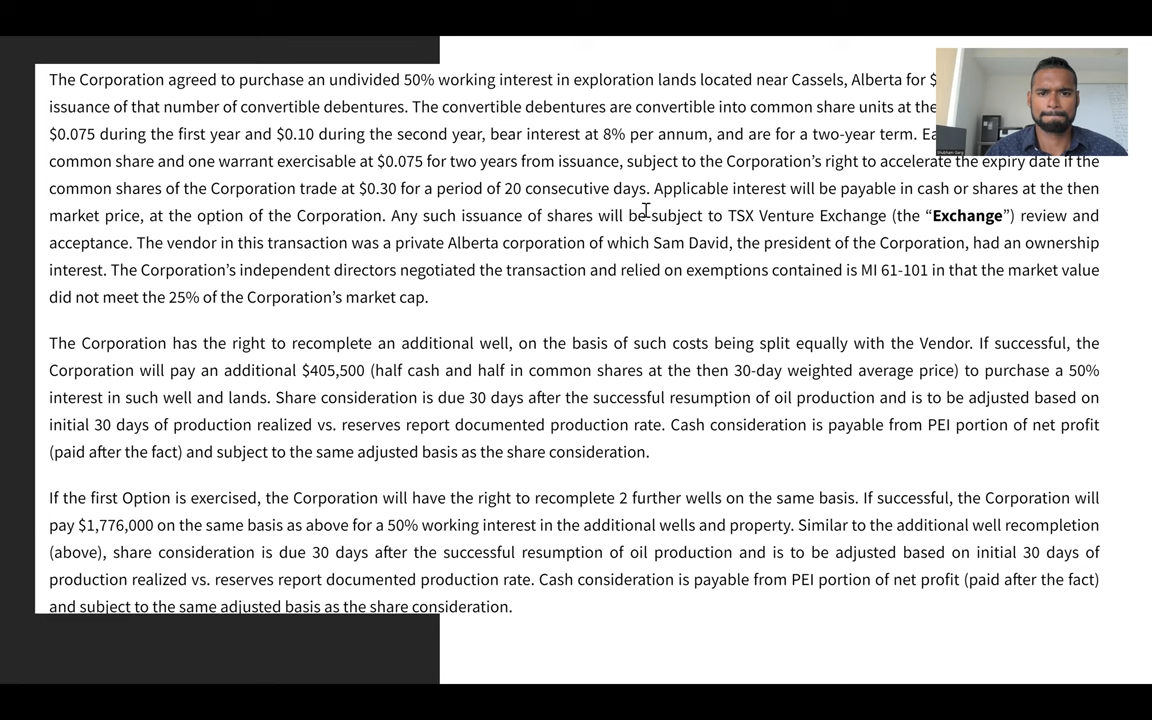 The Corporation agreed to purchase an undivided 50% working interest in exploration lands located near Cassels, Alberta for $
issuance of that number of convertible debentures. The convertible debentures are convertible into common share units at the
$0.075 during the first year and $0.10 during the second year, bear interest at 8% per annum, and are for a two-year term. Ea
common share and one warrant exercisable at $0.075 for two years from issuance, subject to the Corporation's right to accelerate the expiry date if the
common shares of the Corporation trade at $0.30 for a period of 20 consecutive days. Applicable interest will be payable in cash or shares at the then
market price, at the option of the Corporation. Any such issuance of shares will be subject to TSX Venture Exchange (the “Exchange”) review and
acceptance. The vendor in this transaction was a private Alberta corporation of which Sam David, the president of the Corporation, had an ownership
interest. The Corporation's independent directors negotiated the transaction and relied on exemptions contained is MI 61-101 in that the market value
did not meet the 25% of the Corporation's market cap.
The Corporation has the right to recomplete an additional well, on the basis of such costs being split equally with the Vendor. If successful, the
Corporation will pay an additional $405,500 (half cash and half in common shares at the then 30-day weighted average price) to purchase a 50%
interest in such well and lands. Share consideration is due 30 days after the successful resumption of oil production and is to be adjusted based on
initial 30 days of production realized vs. reserves report documented production rate. Cash consideration is payable from PEI portion of net profit
(paid after the fact) and subject to the same adjusted basis as the share consideration.
If the first Option is exercised, the Corporation will have the right to recomplete 2 further wells on the same basis. If successful, the Corporation will
pay $1,776,000 on the same basis as above for a 50% working interest in the additional wells and property. Similar to the additional well recompletion
(above), share consideration is due 30 days after the successful resumption of oil production and is to be adjusted based on initial 30 days of
production realized vs. reserves report documented production rate. Cash consideration is payable from PEI portion of net profit (paid after the fact)
and subject to the same adjusted basis as the share consideration.